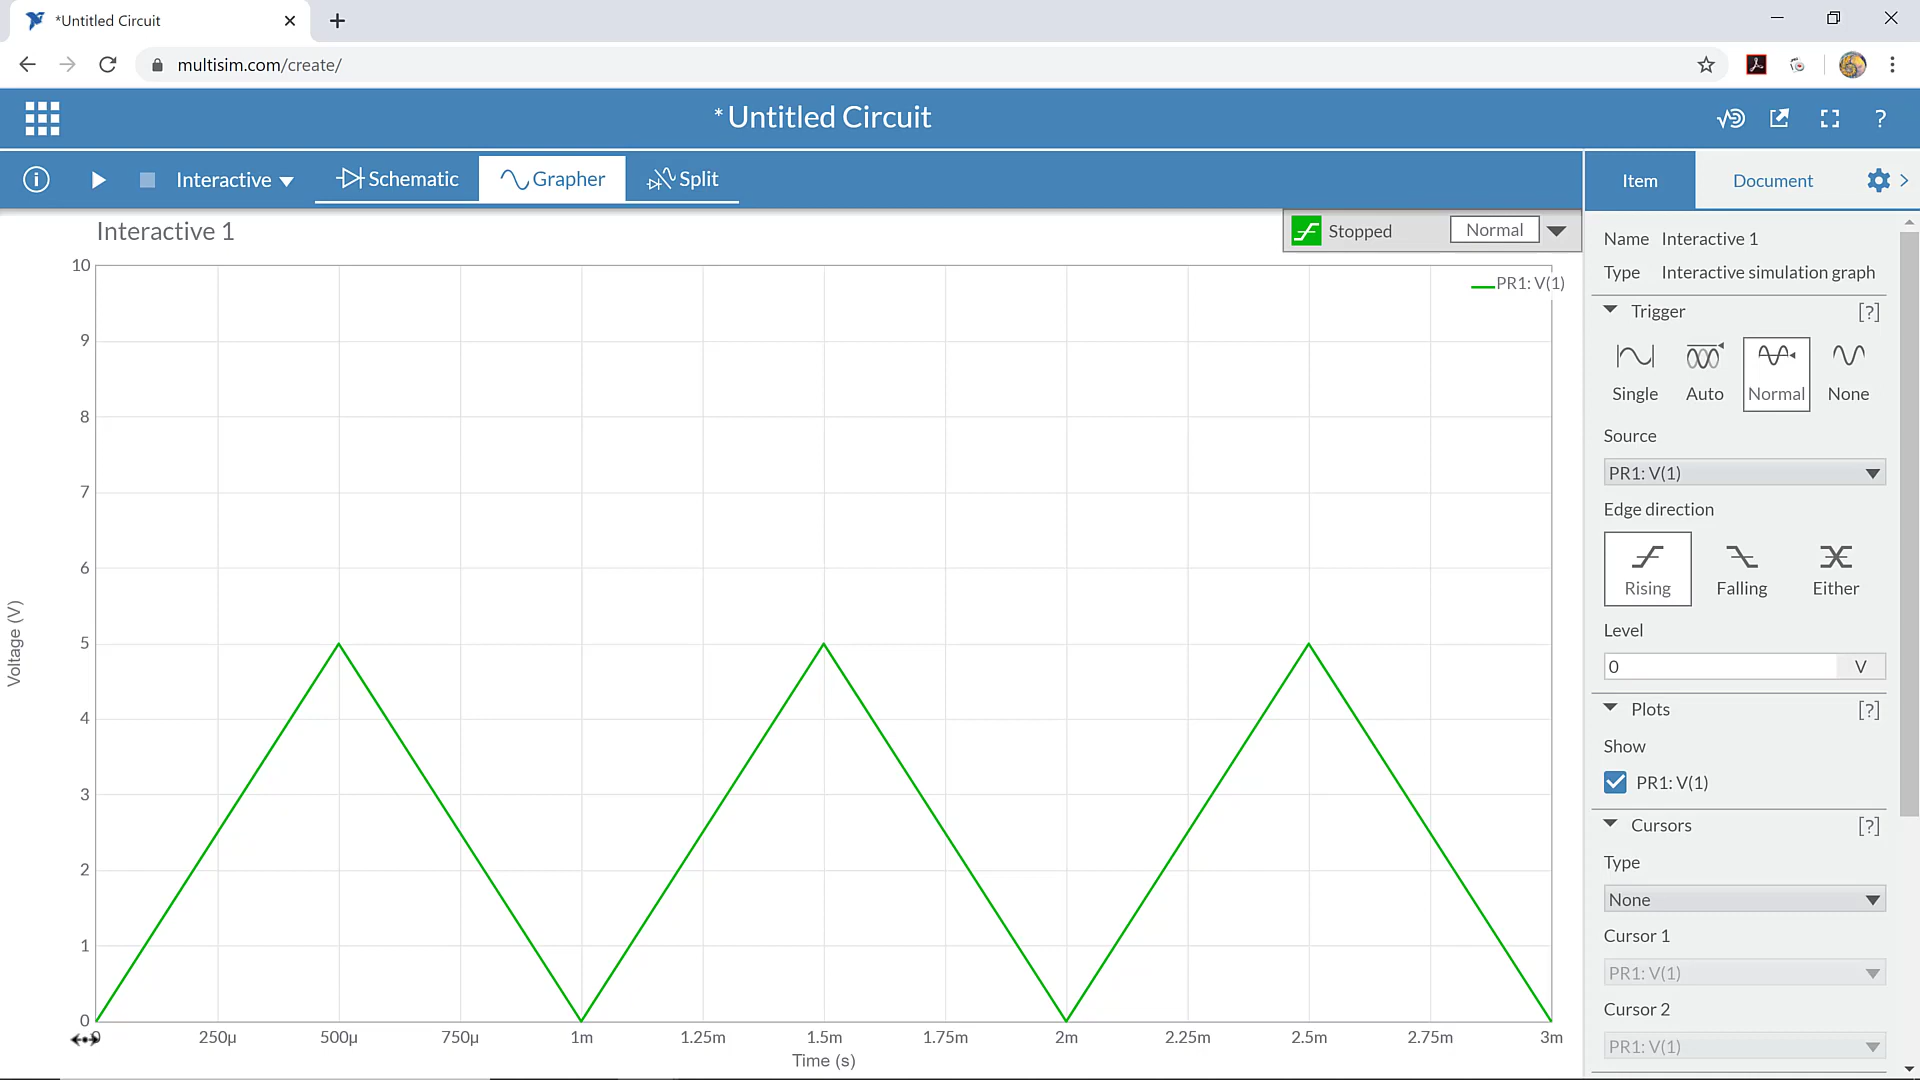 *Untitled Circuit
multisim.com/create/
*Untitled Circuit
?
Interactive
Schematic
Grapher
Split
Item
Document
Interactive 1
Stopped
Normal
PR1: V(1)
10
9
8
7
6
5
4
3
2
1
0
Voltage (V)
0 250µ 500µ 750µ 1m 1.25m 1.5m 1.75m 2m 2.25m 2.5m 2.75m 3m
Time (s)
Name Interactive 1
Type Interactive simulation graph
Trigger [?]
Single Auto Normal None
Source
PR1: V(1)
Edge direction
Rising Falling Either
Level
0 V
Plots [?]
Show
PR1: V(1)
Cursors [?]
Type
None
Cursor 1
PR1: V(1)
Cursor 2
PR1: V(1)